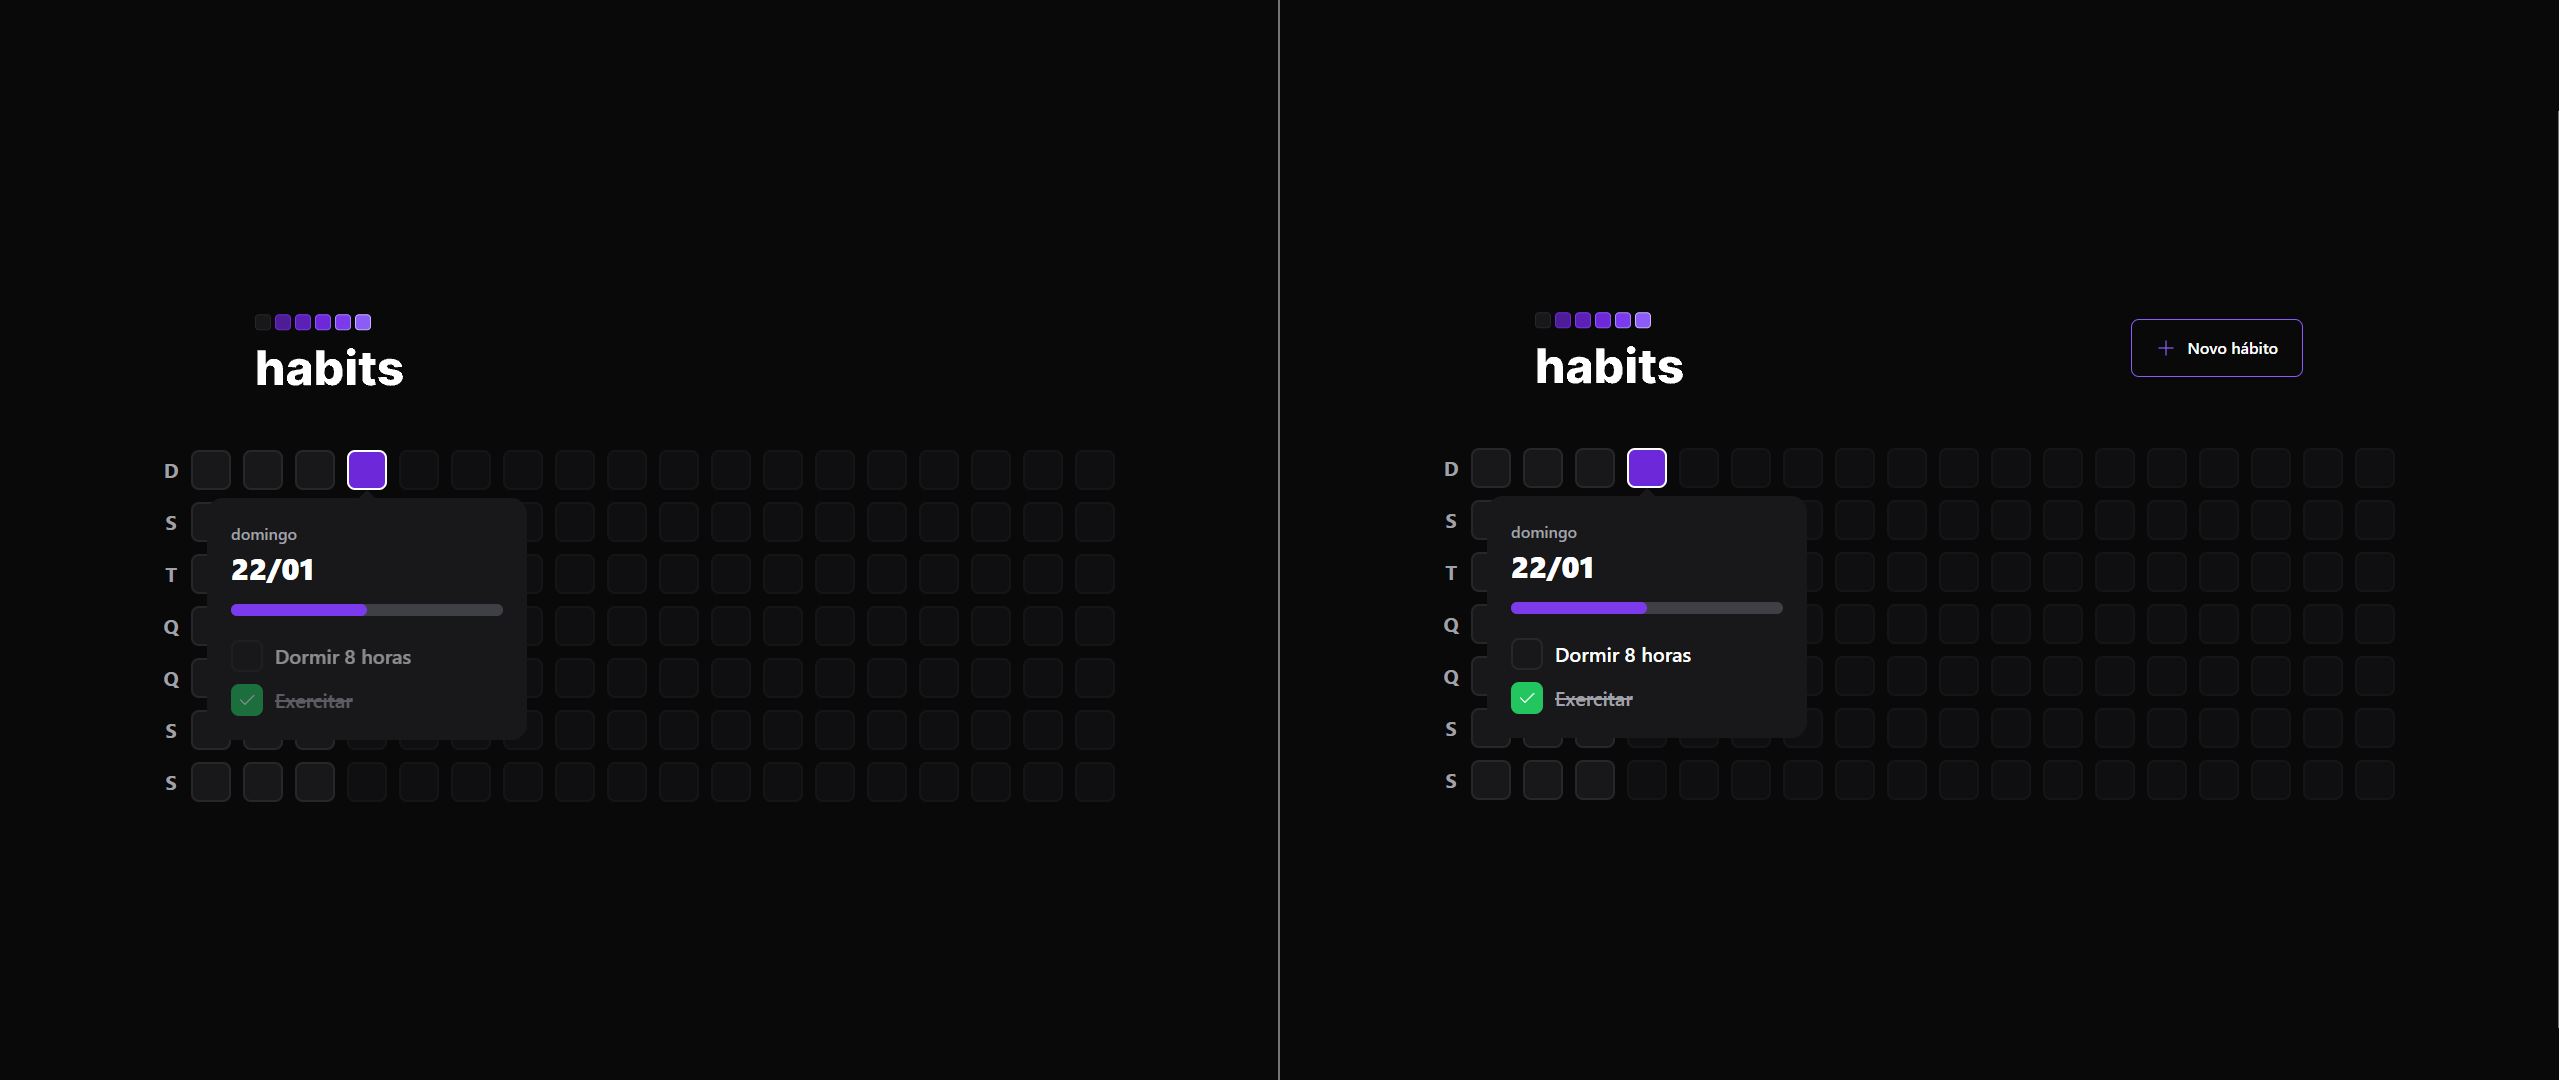 habits
D
S
domingo
22/01
T
Q
Dormir 8 horas
Q
Exercitar
S
S
habits
Novo hábito
D
S
domingo
22/01
T
Q
Dormir 8 horas
Q
Exercitar
S
S